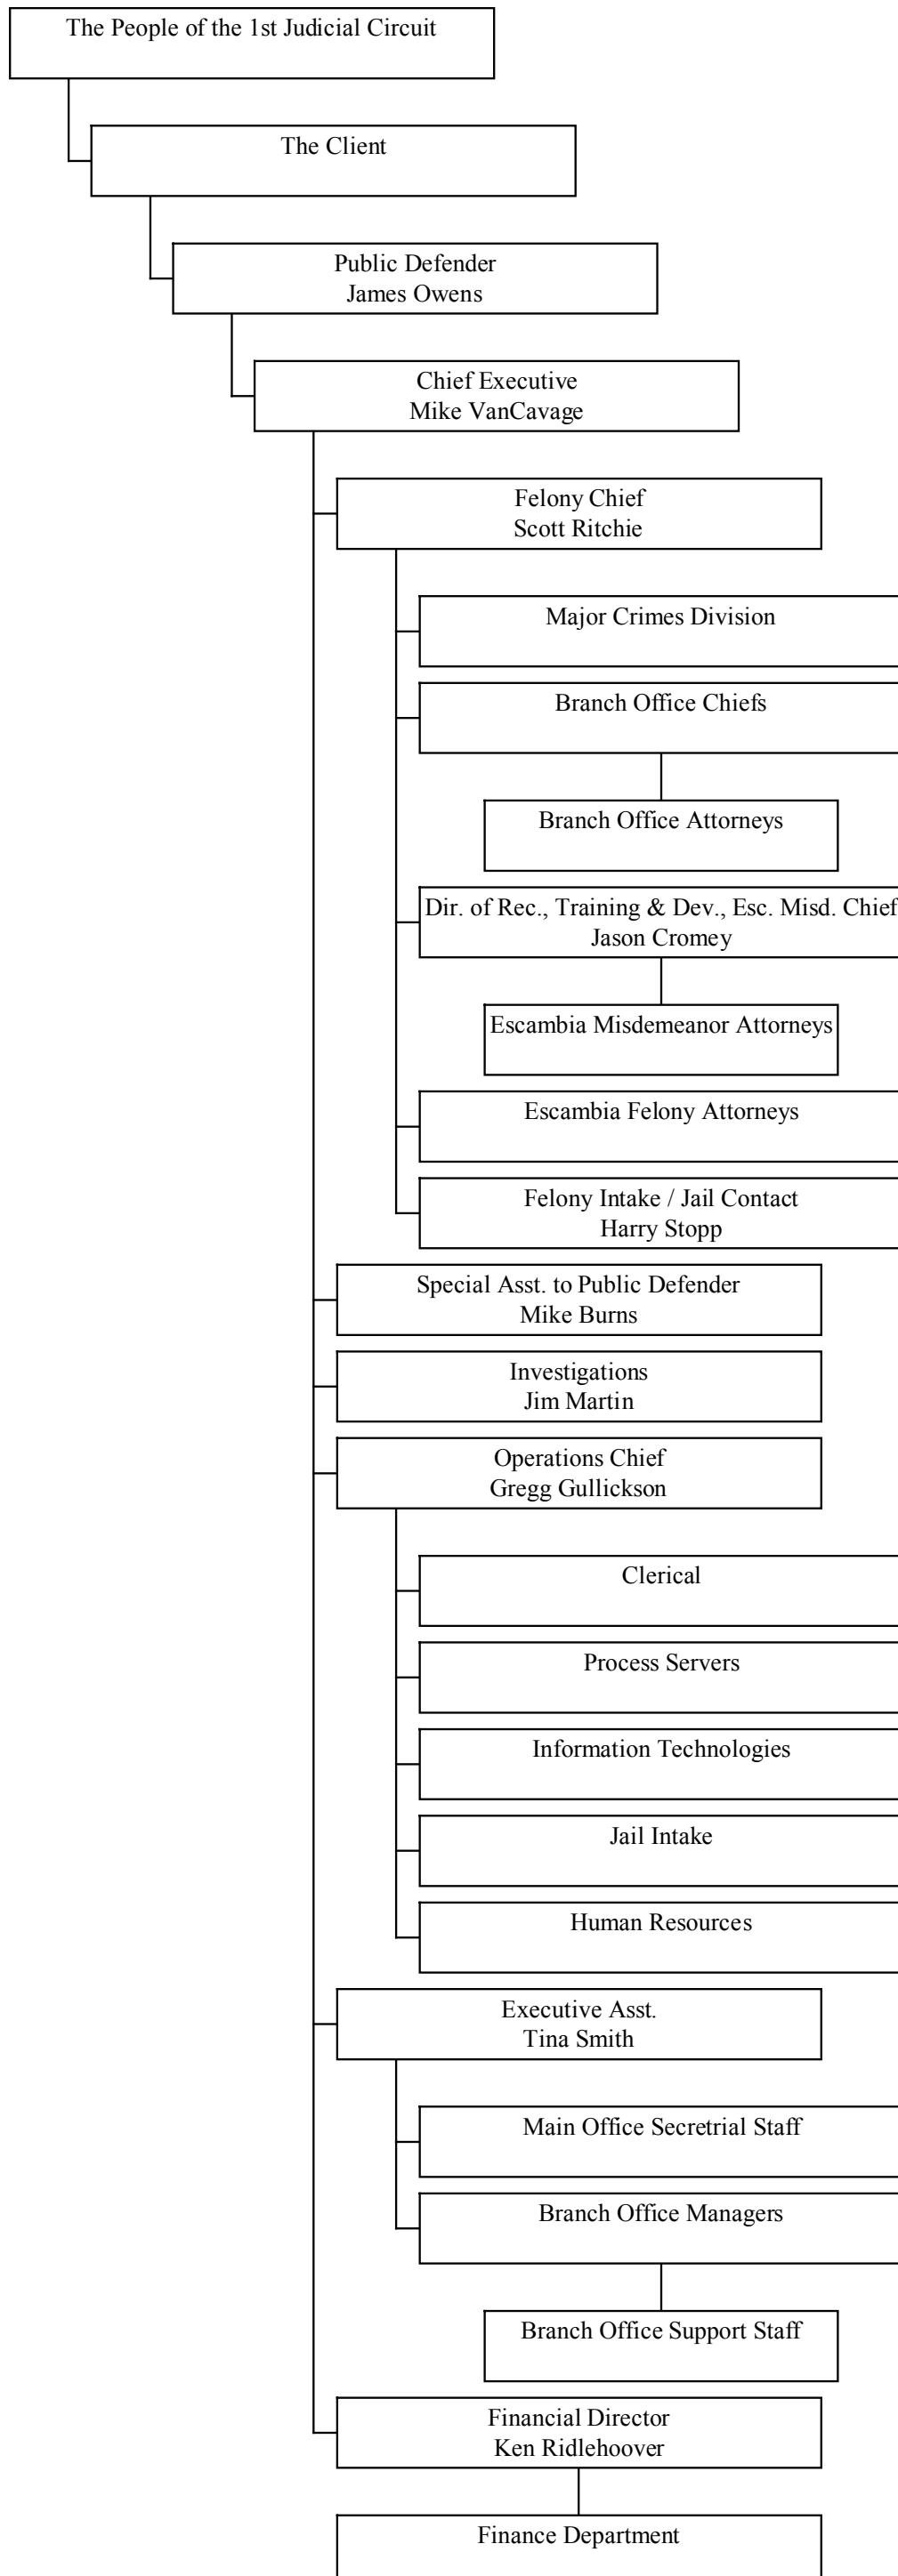 The People of the 1st Judicial Circuit
The Client
Public Defender
James Owens
Chief Executive
Mike VanCavage
Felony Chief
Scott Ritchie
Major Crimes Division
Branch Office Chiefs
Branch Office Attorneys
Dir. of Rec., Training & Dev., Esc. Misd. Chief
Jason Cromey
Escambia Misdemeanor Attorneys
Escambia Felony Attorneys
Felony Intake / Jail Contact
Harry Stopp
Special Asst. to Public Defender
Mike Burns
Investigations
Jim Martin
Operations Chief
Gregg Gullickson
Clerical
Process Servers
Information Technologies
Jail Intake
Human Resources
Executive Asst.
Tina Smith
Main Office Secretrial Staff
Branch Office Managers
Branch Office Support Staff
Financial Director
Ken Ridlehoover
Finance Department